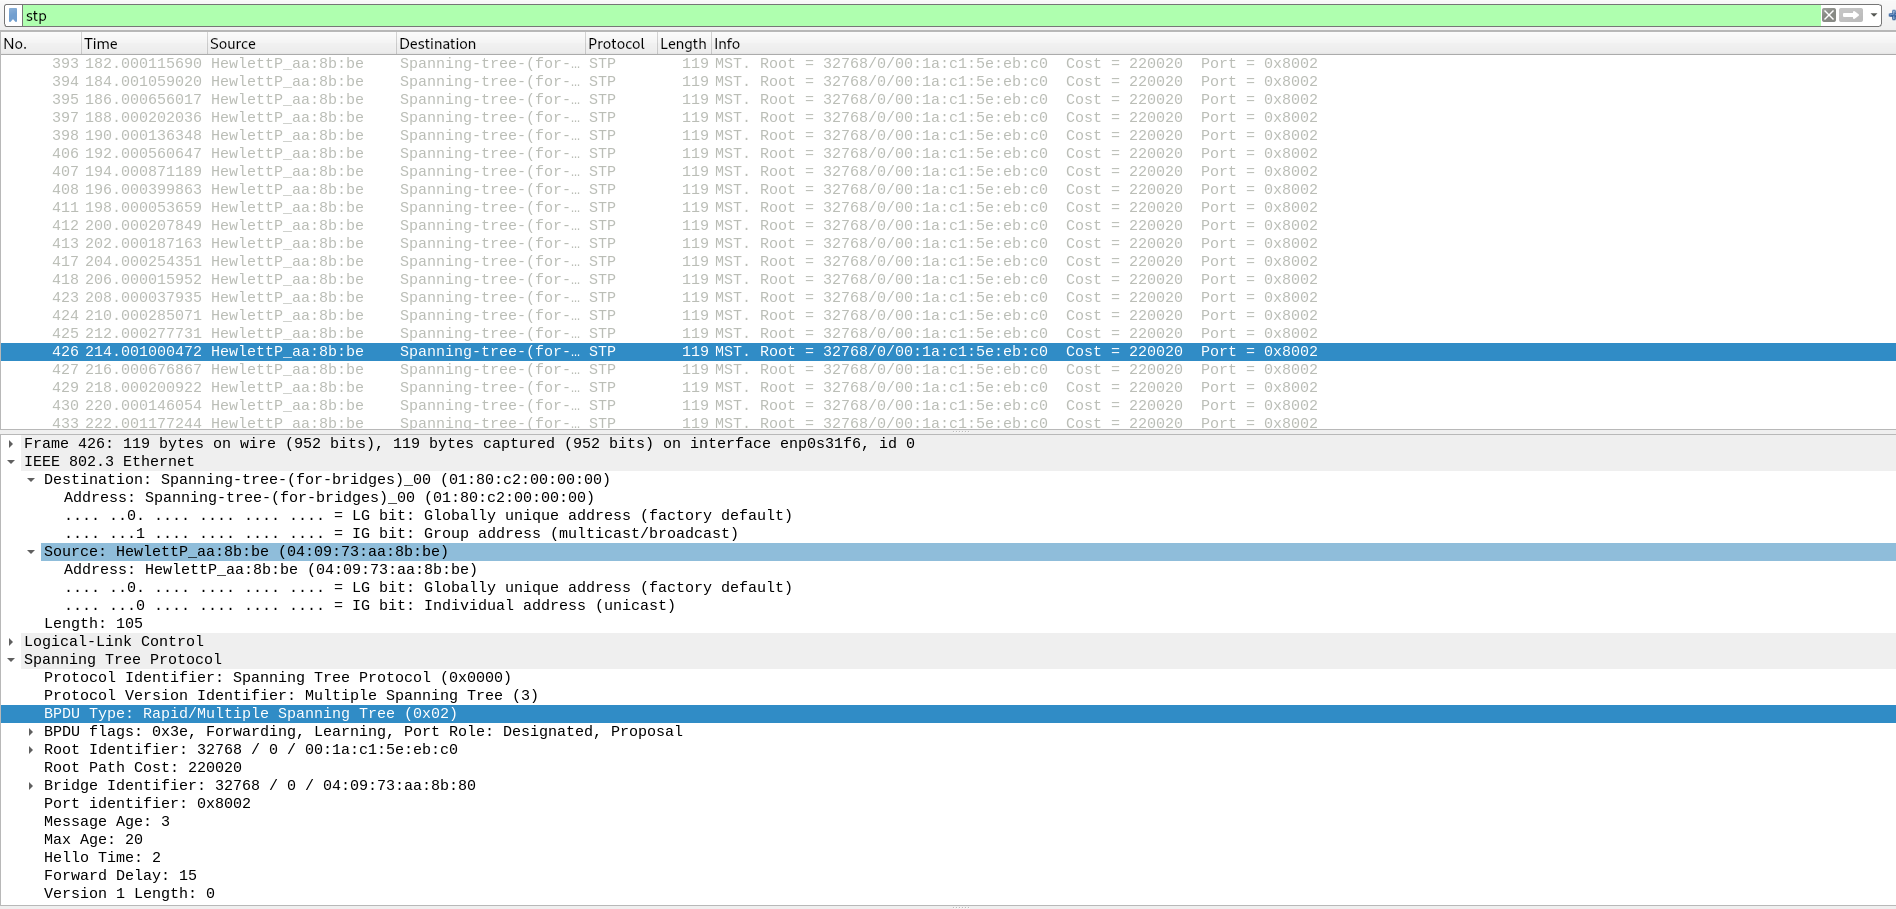 stp
No. Time Source Destination Protocol Length Info
393 182.000115690 HewlettP_aa:8b:be Spanning-tree-(for-… STP 119 MST. Root = 32768/0/00:1a:c1:5e:eb:c0 Cost = 220020 Port = 0x8002
394 184.001059020 HewlettP_aa:8b:be Spanning-tree-(for-… STP 119 MST. Root = 32768/0/00:1a:c1:5e:eb:c0 Cost = 220020 Port = 0x8002
395 186.000656017 HewlettP_aa:8b:be Spanning-tree-(for-… STP 119 MST. Root = 32768/0/00:1a:c1:5e:eb:c0 Cost = 220020 Port = 0x8002
397 188.000202036 HewlettP_aa:8b:be Spanning-tree-(for-… STP 119 MST. Root = 32768/0/00:1a:c1:5e:eb:c0 Cost = 220020 Port = 0x8002
398 190.000136348 HewlettP_aa:8b:be Spanning-tree-(for-… STP 119 MST. Root = 32768/0/00:1a:c1:5e:eb:c0 Cost = 220020 Port = 0x8002
406 192.000560647 HewlettP_aa:8b:be Spanning-tree-(for-… STP 119 MST. Root = 32768/0/00:1a:c1:5e:eb:c0 Cost = 220020 Port = 0x8002
407 194.000871189 HewlettP_aa:8b:be Spanning-tree-(for-… STP 119 MST. Root = 32768/0/00:1a:c1:5e:eb:c0 Cost = 220020 Port = 0x8002
408 196.000399863 HewlettP_aa:8b:be Spanning-tree-(for-… STP 119 MST. Root = 32768/0/00:1a:c1:5e:eb:c0 Cost = 220020 Port = 0x8002
411 198.000053659 HewlettP_aa:8b:be Spanning-tree-(for-… STP 119 MST. Root = 32768/0/00:1a:c1:5e:eb:c0 Cost = 220020 Port = 0x8002
412 200.000207849 HewlettP_aa:8b:be Spanning-tree-(for-… STP 119 MST. Root = 32768/0/00:1a:c1:5e:eb:c0 Cost = 220020 Port = 0x8002
413 202.000187163 HewlettP_aa:8b:be Spanning-tree-(for-… STP 119 MST. Root = 32768/0/00:1a:c1:5e:eb:c0 Cost = 220020 Port = 0x8002
417 204.000254351 HewlettP_aa:8b:be Spanning-tree-(for-… STP 119 MST. Root = 32768/0/00:1a:c1:5e:eb:c0 Cost = 220020 Port = 0x8002
418 206.000015952 HewlettP_aa:8b:be Spanning-tree-(for-… STP 119 MST. Root = 32768/0/00:1a:c1:5e:eb:c0 Cost = 220020 Port = 0x8002
423 208.000037935 HewlettP_aa:8b:be Spanning-tree-(for-… STP 119 MST. Root = 32768/0/00:1a:c1:5e:eb:c0 Cost = 220020 Port = 0x8002
424 210.000285071 HewlettP_aa:8b:be Spanning-tree-(for-… STP 119 MST. Root = 32768/0/00:1a:c1:5e:eb:c0 Cost = 220020 Port = 0x8002
425 212.000277731 HewlettP_aa:8b:be Spanning-tree-(for-… STP 119 MST. Root = 32768/0/00:1a:c1:5e:eb:c0 Cost = 220020 Port = 0x8002
426 214.001000472 HewlettP_aa:8b:be Spanning-tree-(for-… STP 119 MST. Root = 32768/0/00:1a:c1:5e:eb:c0 Cost = 220020 Port = 0x8002
427 216.000676867 HewlettP_aa:8b:be Spanning-tree-(for-… STP 119 MST. Root = 32768/0/00:1a:c1:5e:eb:c0 Cost = 220020 Port = 0x8002
429 218.000200922 HewlettP_aa:8b:be Spanning-tree-(for-… STP 119 MST. Root = 32768/0/00:1a:c1:5e:eb:c0 Cost = 220020 Port = 0x8002
430 220.000146054 HewlettP_aa:8b:be Spanning-tree-(for-… STP 119 MST. Root = 32768/0/00:1a:c1:5e:eb:c0 Cost = 220020 Port = 0x8002
433 222.001177244 HewlettP_aa:8b:be Spanning-tree-(for-… STP 119 MST. Root = 32768/0/00:1a:c1:5e:eb:c0 Cost = 220020 Port = 0x8002
Frame 426: 119 bytes on wire (952 bits), 119 bytes captured (952 bits) on interface enp0s31f6, id 0
IEEE 802.3 Ethernet
Destination: Spanning-tree-(for-bridges)_00 (01:80:c2:00:00:00)
Address: Spanning-tree-(for-bridges)_00 (01:80:c2:00:00:00)
.... ..0. .... .... .... .... = LG bit: Globally unique address (factory default)
.... ...1 .... .... .... .... = IG bit: Group address (multicast/broadcast)
Source: HewlettP_aa:8b:be (04:09:73:aa:8b:be)
Address: HewlettP_aa:8b:be (04:09:73:aa:8b:be)
.... ..0. .... .... .... .... = LG bit: Globally unique address (factory default)
.... ...0 .... .... .... .... = IG bit: Individual address (unicast)
Length: 105
Logical-Link Control
Spanning Tree Protocol
Protocol Identifier: Spanning Tree Protocol (0x0000)
Protocol Version Identifier: Multiple Spanning Tree (3)
BPDU Type: Rapid/Multiple Spanning Tree (0x02)
BPDU flags: 0x3e, Forwarding, Learning, Port Role: Designated, Proposal
Root Identifier: 32768 / 0 / 00:1a:c1:5e:eb:c0
Root Path Cost: 220020
Bridge Identifier: 32768 / 0 / 04:09:73:aa:8b:80
Port identifier: 0x8002
Message Age: 3
Max Age: 20
Hello Time: 2
Forward Delay: 15
Version 1 Length: 0